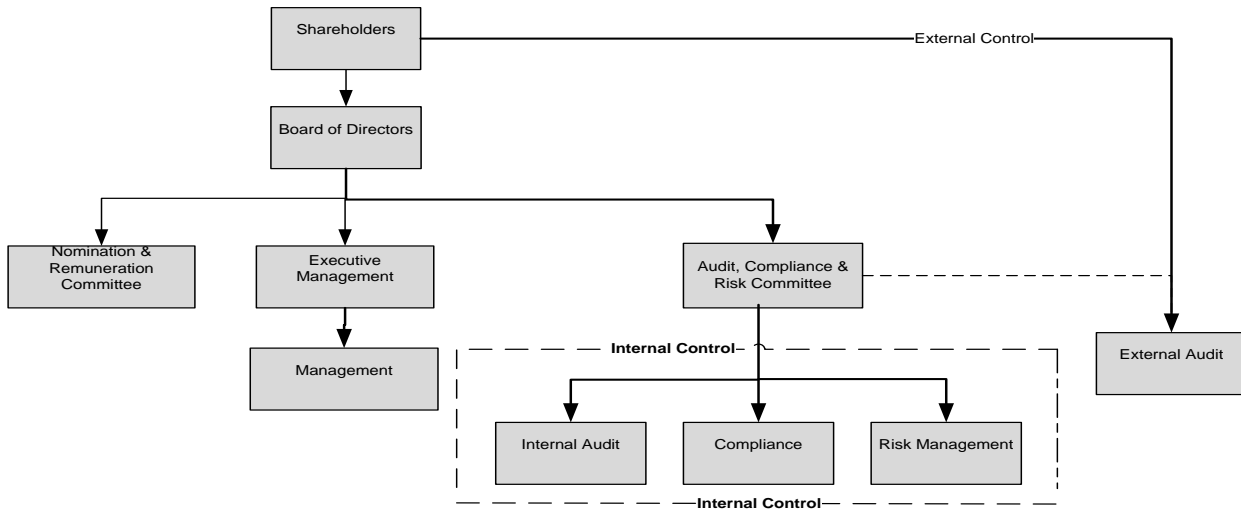 Shareholders
External Control
Board of Directors
Nomination &
Remuneration
Committee
Executive
Management
Audit, Compliance &
Risk Committee
Internal Control
Management
External Audit
Internal Audit
Compliance
Risk Management
Internal Control